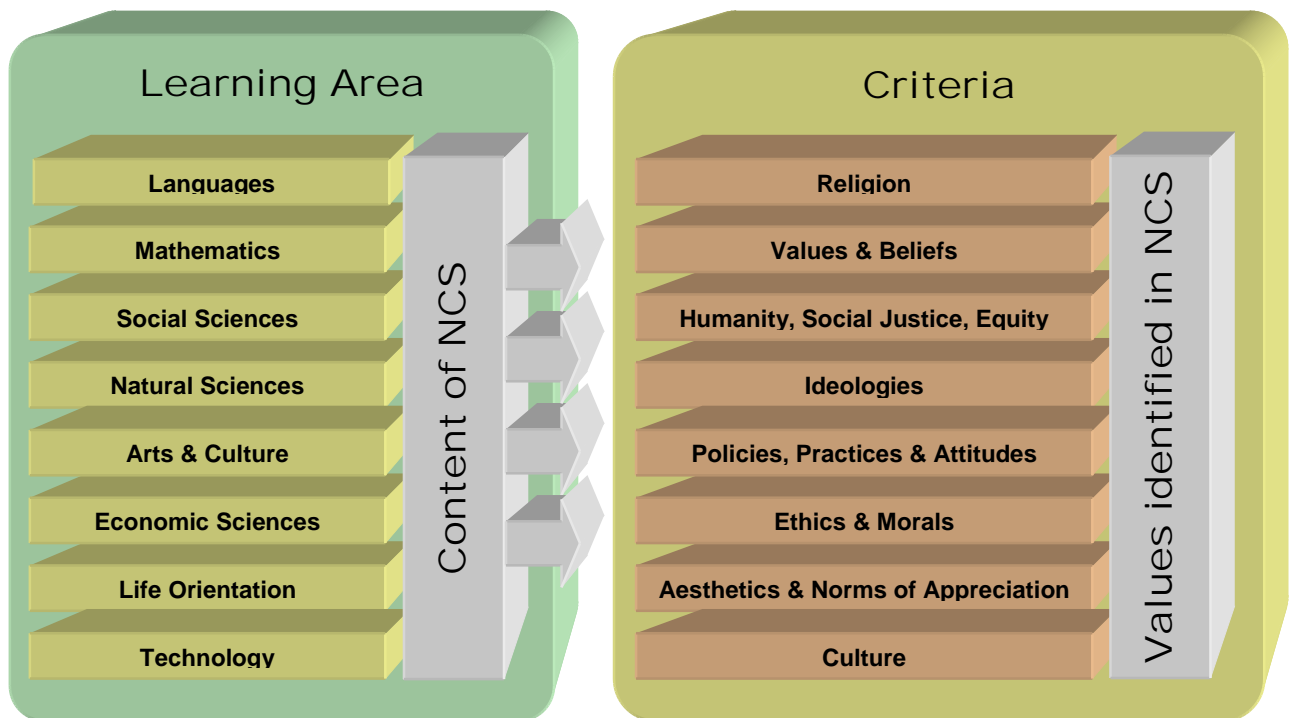 Learning Area
Languages
Mathematics
Social Sciences
Natural Sciences
Arts & Culture
Economic Sciences
Life Orientation
Technology
Content of NCS
Criteria
Religion
Values & Beliefs
Humanity, Social Justice, Equity
Ideologies
Policies, Practices & Attitudes
Ethics & Morals
Aesthetics & Norms of Appreciation
Culture
Values identified in NCS